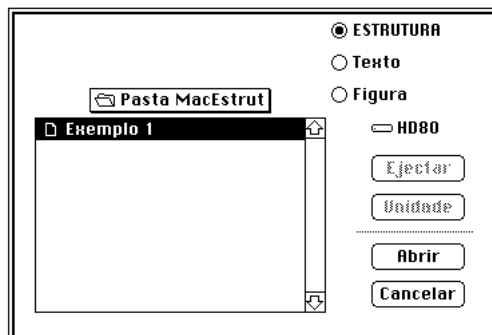 ESTRUTURA
Texto
Figura
Pasta MacEstrut
Exemplo 1
HD80
Ejectar
Unidade
Abrir
Cancelar